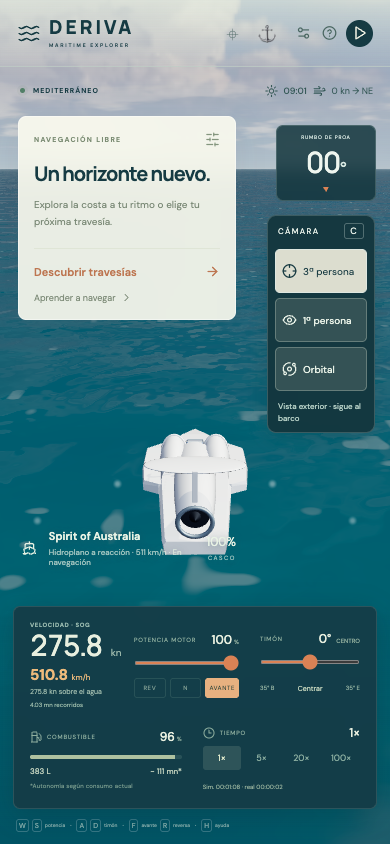 DERIVA
MARITIME EXPLORER
MEDITERRÁNEO
09:01 0 kn → NE
NAVEGACIÓN LIBRE
Un horizonte nuevo.
Explora la costa a tu ritmo o elige tu
próxima travesía.
Descubrir travesías
Aprender a navegar
RUMBO DE PROA
00°
CÁMARA C
3ª persona
1ª persona
Orbital
Vista exterior · sigue al
barco
Spirit of Australia
Hidroplano a reacción · 511 km/h · En
navegación
100%
CASCO
VELOCIDAD · SOG
275.8 kn
510.8 km/h
275.8 kn sobre el agua
4.03 mn recorridos
POTENCIA MOTOR 100 %
REV N AVANTE
TIMÓN 0° CENTRO
35° B Centrar 35° E
COMBUSTIBLE 96 %
383 L ~ 111 mn*
*Autonomía según consumo actual
TIEMPO 1×
1× 5× 20× 100×
Sim. 00:01:08 · real 00:00:02
W S potencia · A D timón · F avante R reversa · H ayuda